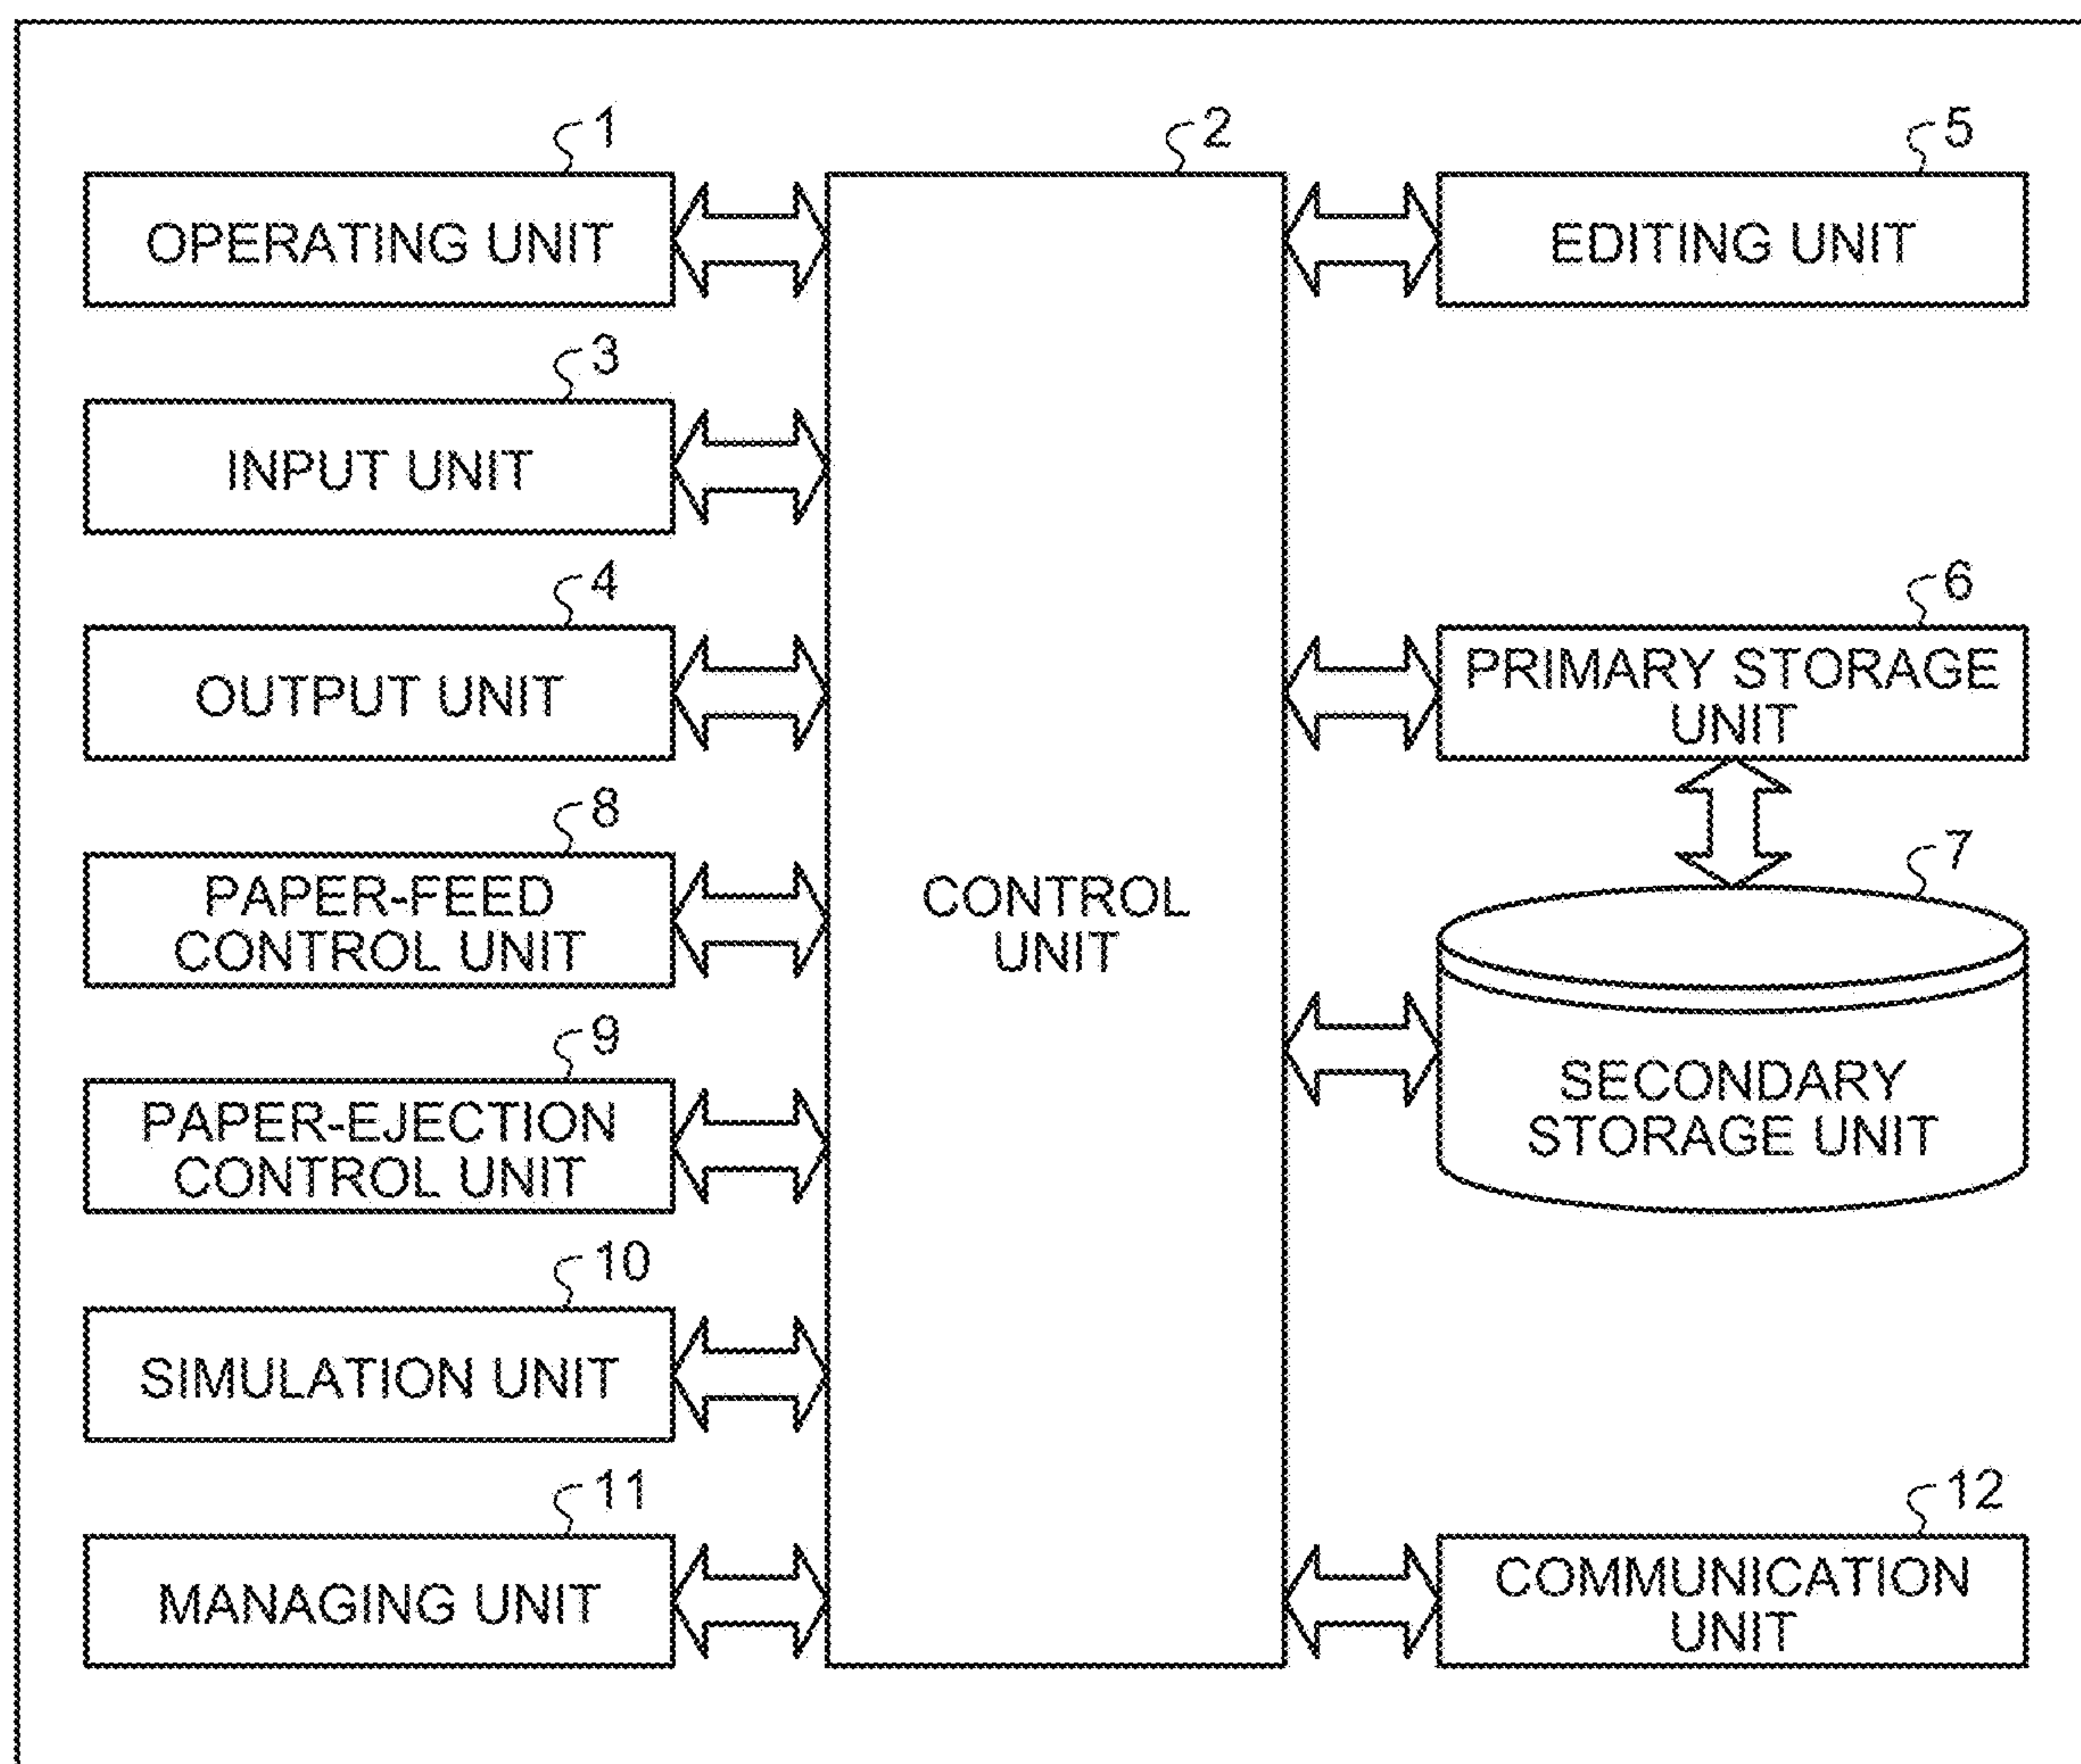 1
OPERATING UNIT
3
INPUT UNIT
4
OUTPUT UNIT
8
PAPER-FEED
CONTROL UNIT
9
PAPER-EJECTION
CONTROL UNIT
10
SIMULATION UNIT
11
MANAGING UNIT
2
CONTROL
UNIT
5
EDITING UNIT
6
PRIMARY STORAGE
UNIT
7
SECONDARY
STORAGE UNIT
12
COMMUNICATION
UNIT